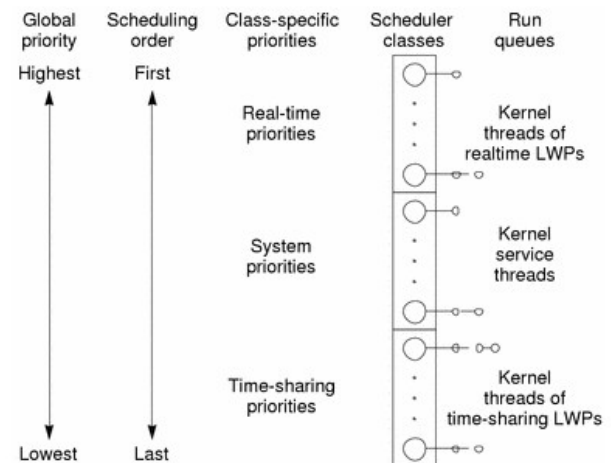 Global priority
Scheduling order
Class-specific priorities
Scheduler classes
Run queues
Highest
First
Real-time priorities
Kernel threads of realtime LWPs
System priorities
Kernel service threads
Time-sharing priorities
Kernel threads of time-sharing LWPs
Lowest
Last